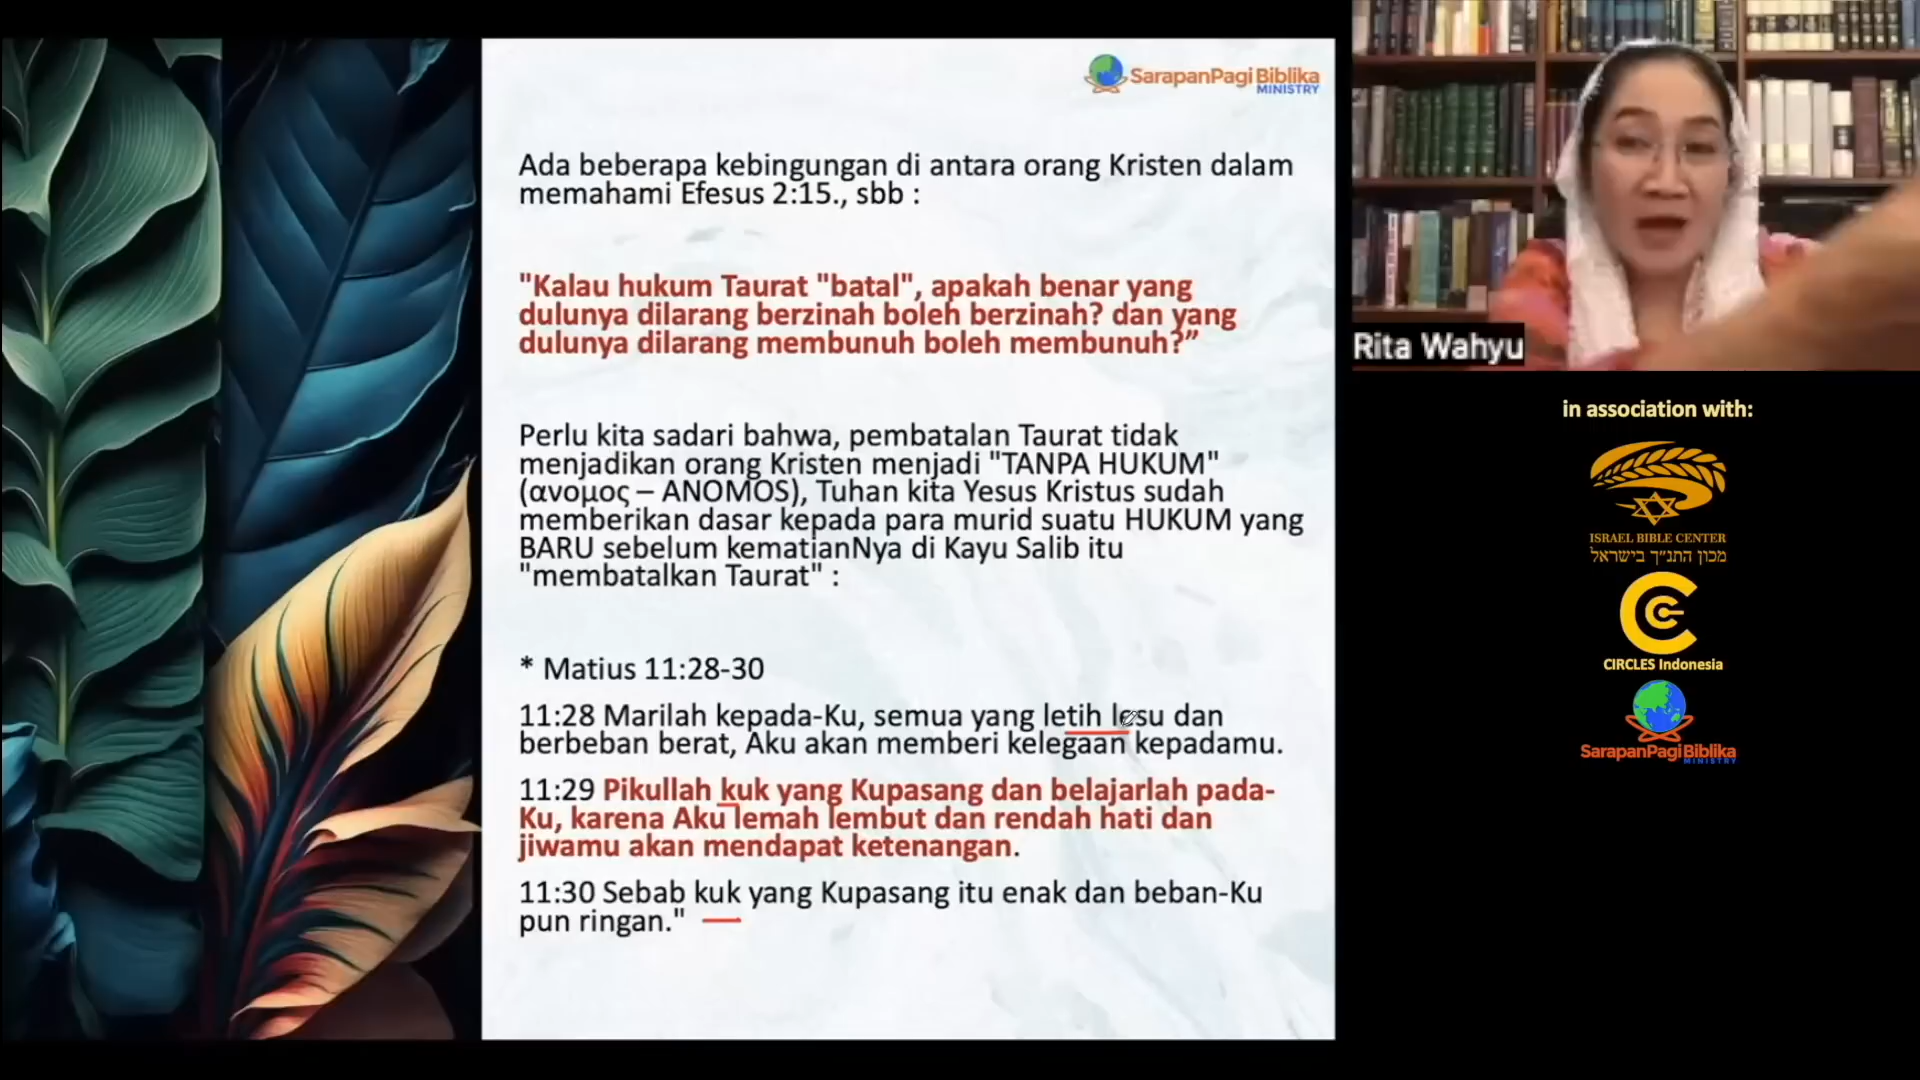 SarapanPagi Biblika
MINISTRY
Ada beberapa kebingungan di antara orang Kristen dalam
memahami Efesus 2:15., sbb :
"Kalau hukum Taurat "batal", apakah benar yang
dulunya dilarang berzinah boleh berzinah? dan yang
dulunya dilarang membunuh boleh membunuh?”
Perlu kita sadari bahwa, pembatalan Taurat tidak
menjadikan orang Kristen menjadi "TANPA HUKUM"
(ανομος – ANOMOS), Tuhan kita Yesus Kristus sudah
memberikan dasar kepada para murid suatu HUKUM yang
BARU sebelum kematianNya di Kayu Salib itu
"membatalkan Taurat" :
* Matius 11:28-30
11:28 Marilah kepada-Ku, semua yang letih lesu dan
berbeban berat, Aku akan memberi kelegaan kepadamu.
11:29 Pikullah kuk yang Kupasang dan belajarlah pada-
Ku, karena Aku lemah lembut dan rendah hati dan
jiwamu akan mendapat ketenangan.
11:30 Sebab kuk yang Kupasang itu enak dan beban-Ku
pun ringan."
Rita Wahyu
in association with:
ISRAEL BIBLE CENTER
מכון התנ״ך בישראל
CIRCLES Indonesia
SarapanPagi Biblika
MINISTRY